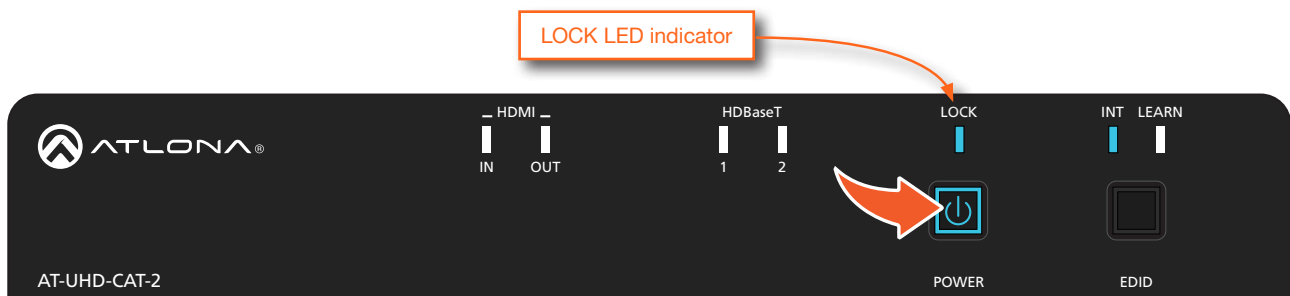 LOCK LED indicator
HDMI
HDBaseT
LOCK
INT LEARN
ATLONA®
IN OUT
1 2
AT-UHD-CAT-2
POWER
EDID